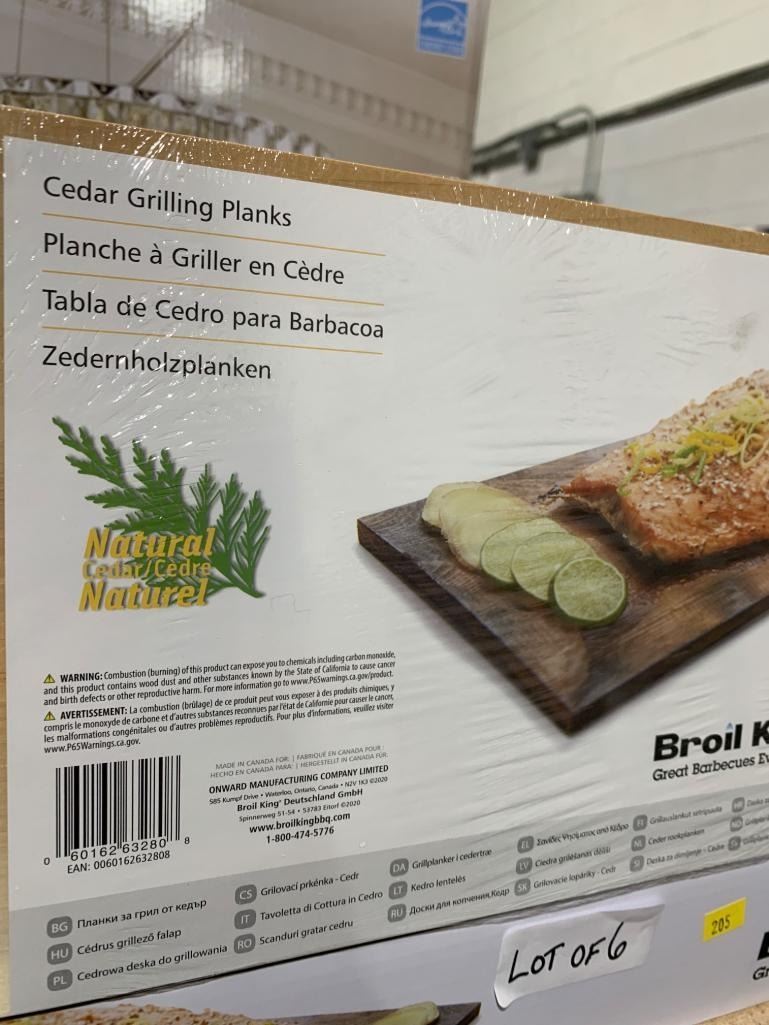 Cedar Grilling Planks
Planche à Griller en Cèdre
Tabla de Cedro para Barbacoa
Zedernholzplanken
Natural
Cedar/Cèdre
Naturel
WARNING: Combustion (burning) of this product can expose you to chemicals including carbon monoxide,
and this product contains wood dust and other substances known by the State of California to cause cancer
and birth defects or other reproductive harm. For more information go to www.P65warnings.ca.gov/product.
AVERTISSEMENT: La combustion (brûlage) de ce produit peut vous exposer à des produits chimiques, y
compris le monoxyde de carbone et d'autres substances reconnues par l'état de Californie pour causer le cancer,
les malformations congénitales ou d'autres problèmes reproductifs. Pour plus d'informations, veuillez visiter
www.P65Warnings.ca.gov.
MADE IN CANADA FOR: | FABRIQUÉ EN CANADA POUR :
HECHO EN CANADA PARA: | HERGESTELLT IN CANADA FÜR:
ONWARD MANUFACTURING COMPANY LIMITED
585 Kumpf Drive • Waterloo, Ontario, Canada • N2V 1K3 ©2020
Broil King® Deutschland GmbH
Spinnerweg 51-54 • 53783 Eitorf ©2020
www.broilkingbbq.com
1-800-474-5776
0 60162 63280 8
EAN: 0060162632808
Broil K
Great Barbecues Ev
BG Планки за грил от кедър
HU Cédrus grillező falap
PL Cedrowa deska do grillowania
CS Grilovací prkénka - Cedr
IT Tavoletta di Cottura in Cedro
RO Scanduri gratar cedru
DA Grillplanker i cedertræ
LT Kedro lentelės
RU Доски для копчения, Кедр
EL Σανίδες Ψησίματος από Κέδρο
LV Ciedra grilēšanas dēlīši
SK Grilovacie lopáriky - Cedr
FI Grillauslankut setripuuta
NL Ceder rookplanken
SI Deska za dimljenje - Cedre
LOT OF 6
205